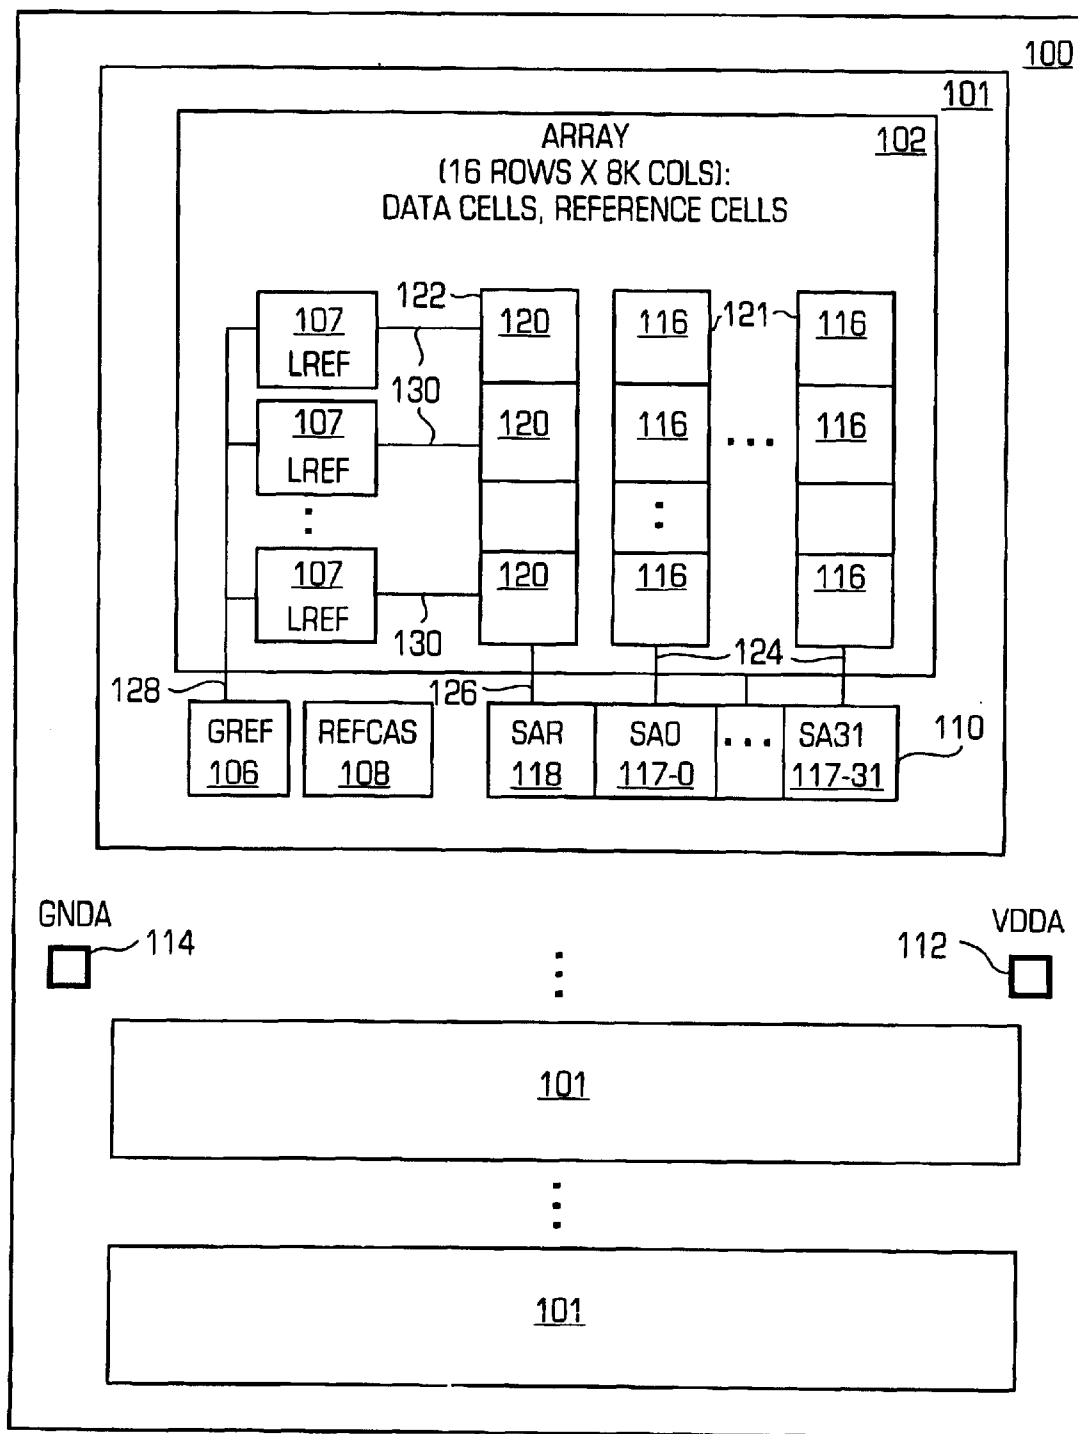 100
101
102
ARRAY
(16 ROWS X 8K COLS):
DATA CELLS, REFERENCE CELLS
107
LREF
130
122
120
116
121
116
107
LREF
120
116
...
116
107
LREF
130
120
116
116
124
128
126
GREF
106
REFCAS
108
SAR
118
SA0
117-0
...
SA31
117-31
110
GNDA
114
VDDA
112
101
101